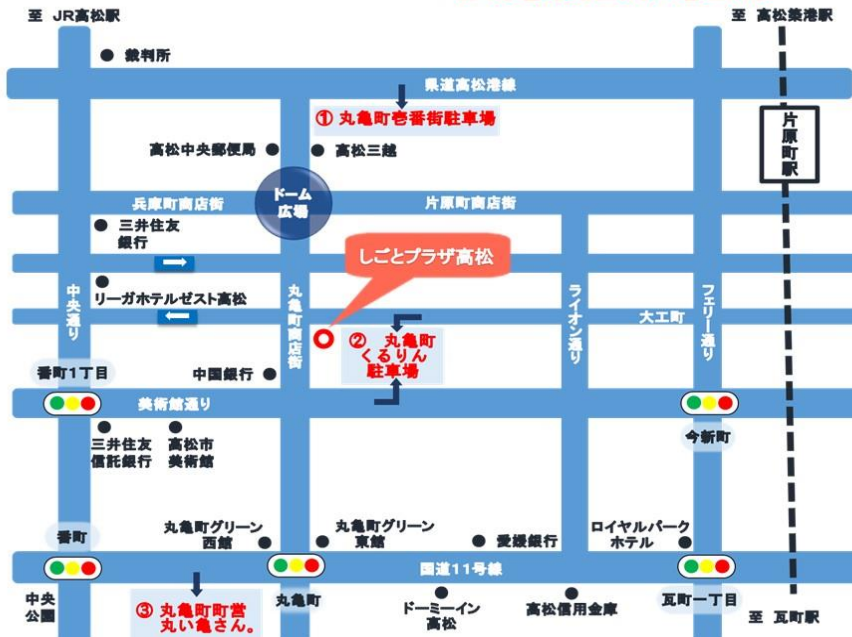 至 JR高松駅
至 高松築港駅
裁判所
県道高松港線
① 丸亀町壱番街駐車場
片原町駅
高松中央郵便局
高松三越
ドーム
広場
兵庫町商店街
片原町商店街
三井住友
銀行
しごとプラザ高松
中央通り
リーガホテルゼスト高松
丸亀町商店街
ライオン通り
フェリー通り
大工町
② 丸亀町
くるりん
駐車場
番町1丁目
中国銀行
美術館通り
今新町
三井住友
信託銀行
高松市
美術館
番町
丸亀町グリーン
西館
丸亀町グリーン
東館
愛媛銀行
ロイヤルパーク
ホテル
国道11号線
中央
公園
③ 丸亀町町営
丸い亀さん。
丸亀町
ドーミーイン
高松
高松信用金庫
瓦町一丁目
至 瓦町駅